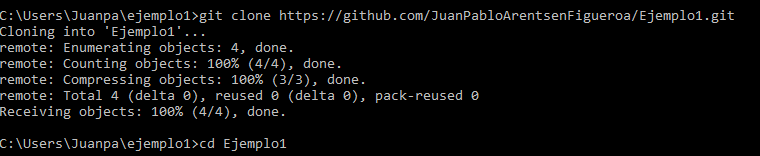 C:\Users\Juanpa\ejemplo1>git clone https://github.com/JuanPabloArentsenFigueroa/Ejemplo1.git
Cloning into 'Ejemplo1'...
remote: Enumerating objects: 4, done.
remote: Counting objects: 100% (4/4), done.
remote: Compressing objects: 100% (3/3), done.
remote: Total 4 (delta 0), reused 0 (delta 0), pack-reused 0
Receiving objects: 100% (4/4), done.
C:\Users\Juanpa\ejemplo1>cd Ejemplo1